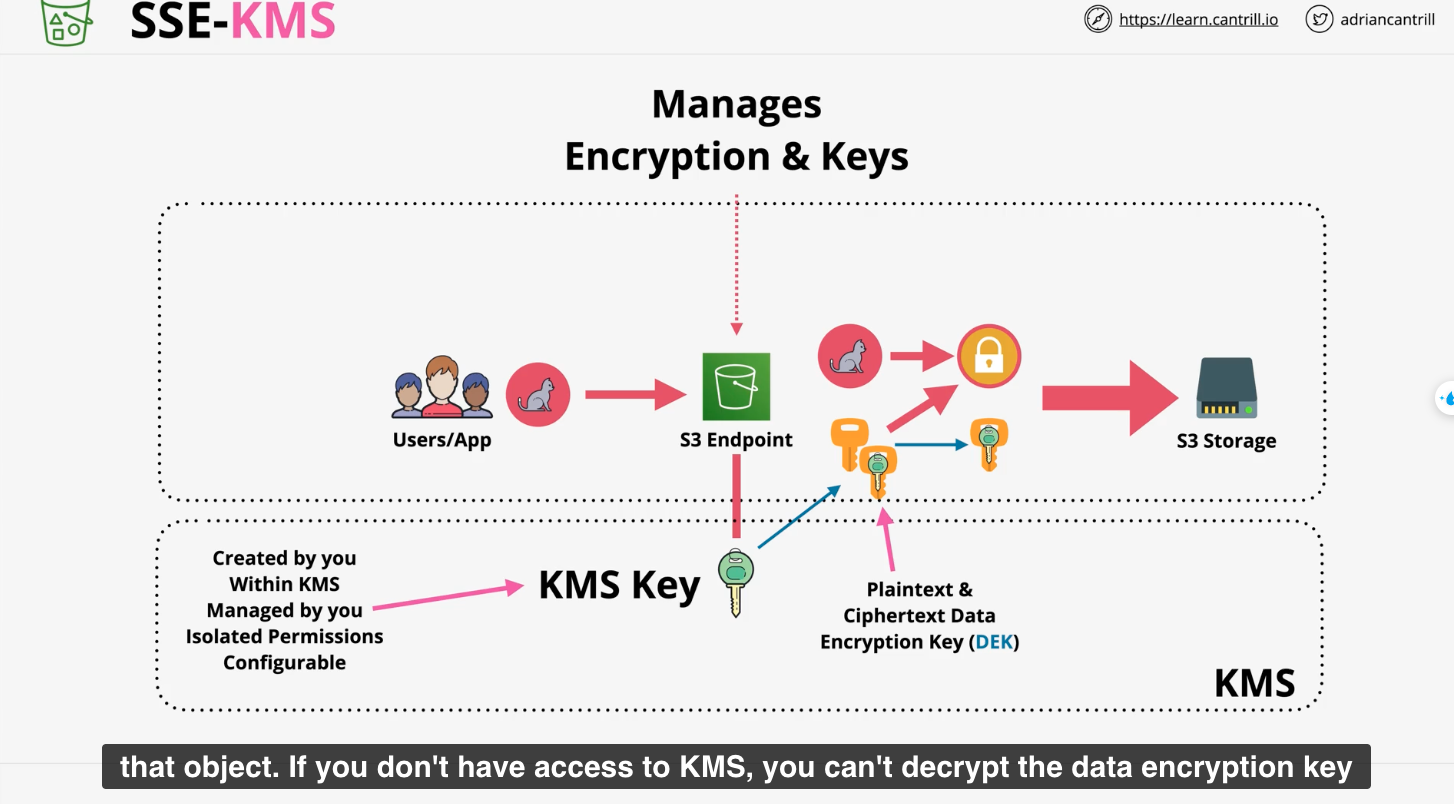 SSE-KMS
https://learn.cantrill.io
adriancantrill
Manages
Encryption & Keys
Users/App
S3 Endpoint
S3 Storage
Created by you
Within KMS
Managed by you
Isolated Permissions
Configurable
KMS Key
Plaintext &
Ciphertext Data
Encryption Key (DEK)
KMS
that object. If you don't have access to KMS, you can't decrypt the data encryption key